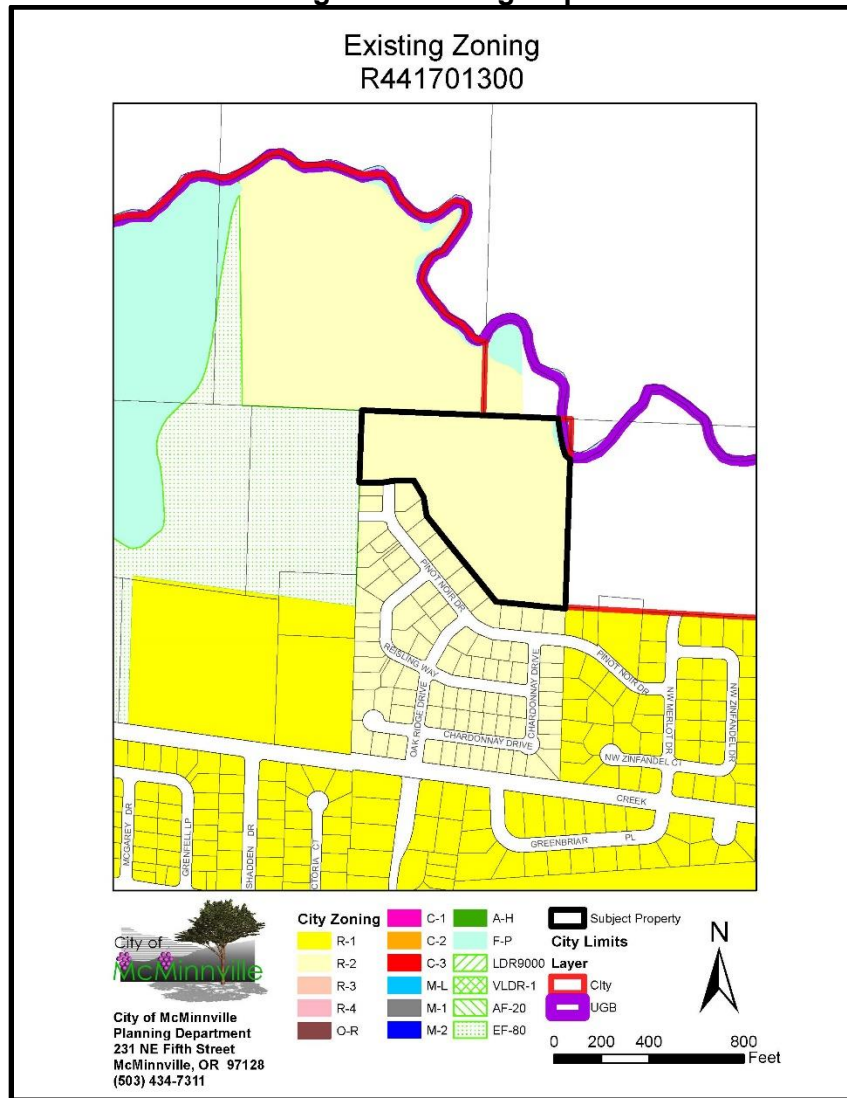 Existing Zoning
R441701300
PINOT NOIR DR
REISLING WAY
OAK RIDGE DRIVE
CHARDONNAY DRIVE
CHARDONNAY DRIVE
PINOT NOIR DR
NW MERLOT DR
NW ZINFANDEL DR
NW ZINFANDEL CT
CREEK
GREENBRIAR PL
MCGAREY DR
GRENFELL LP
SHADDEN DR
CTORIA CT
City of
McMinnville
City of McMinnville
Planning Department
231 NE Fifth Street
McMinnville, OR 97128
(503) 434-7311
City Zoning
R-1
R-2
R-3
R-4
O-R
C-1
C-2
C-3
M-L
M-1
M-2
A-H
F-P
LDR9000
VLDR-1
AF-20
EF-80
Subject Property
City Limits
Layer
City
UGB
N
0 200 400 800
Feet